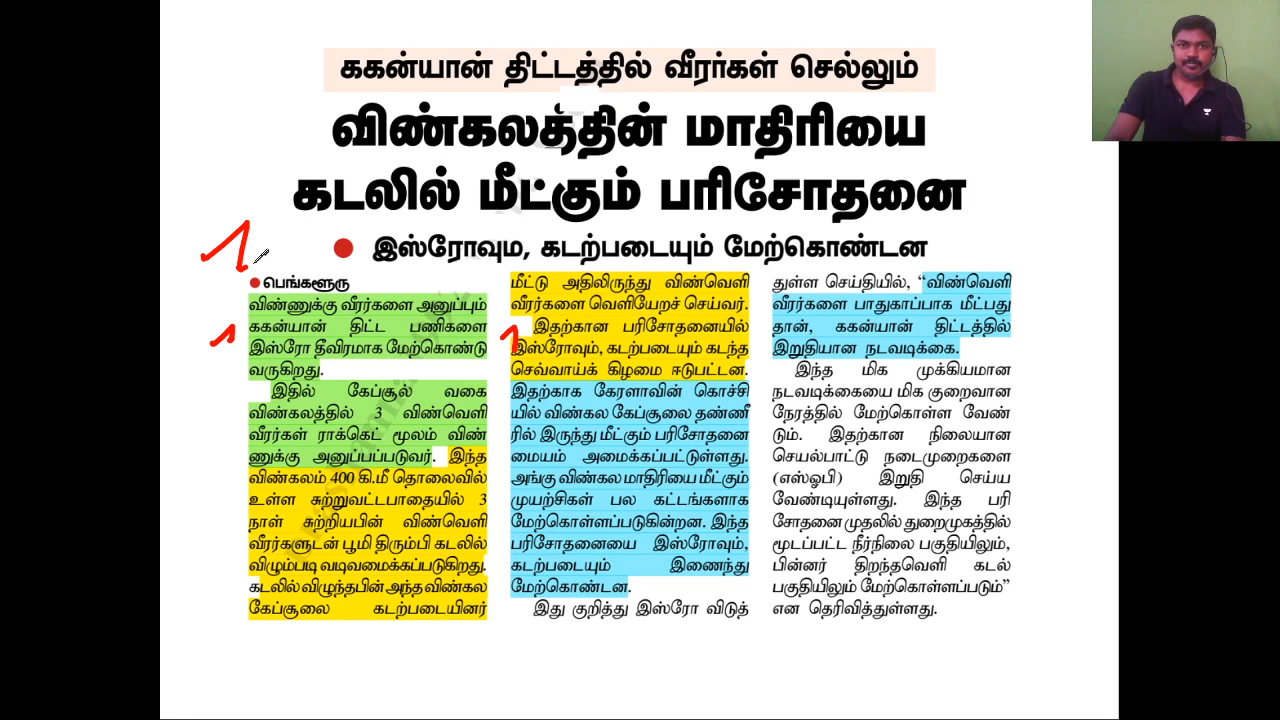 ககன்யான் திட்டத்தில் வீரர்கள் செல்லும்
விண்கலத்தின் மாதிரியை
கடலில் மீட்கும் பரிசோதனை
இஸ்ரோவும, கடற்படையும் மேற்கொண்டன
பெங்களூரு
விண்ணுக்கு வீரர்களை அனுப்பும்
ககன்யான் திட்ட பணிகளை
இஸ்ரோ தீவிரமாக மேற்கொண்டு
வருகிறது.
இதில் கேப்சூல் வகை
விண்கலத்தில் 3 விண்வெளி
வீரர்கள் ராக்கெட் மூலம் விண்
ணுக்கு அனுப்பப்படுவர். இந்த
விண்கலம் 400 கி.மீ தொலைவில்
உள்ள சுற்றுவட்டபாதையில் 3
நாள் சுற்றியபின் விண்வெளி
வீரர்களுடன் பூமி திரும்பி கடலில்
விழும்படி வடிவமைக்கப்படுகிறது.
கடலில் விழுந்தபின் அந்த விண்கல
கேப்சூலை கடற்படையினர்
மீட்டு அதிலிருந்து விண்வெளி
வீரர்களை வெளியேறச் செய்வர்.
இதற்கான பரிசோதனையில்
இஸ்ரோவும், கடற்படையும் கடந்த
செவ்வாய்க் கிழமை ஈடுபட்டன.
இதற்காக கேரளாவின் கொச்சி
யில் விண்கல கேப்சூலை தண்ணீ
ரில் இருந்து மீட்கும் பரிசோதனை
மையம் அமைக்கப்பட்டுள்ளது.
அங்கு விண்கல மாதிரியை மீட்கும்
முயற்சிகள் பல கட்டங்களாக
மேற்கொள்ளப்படுகின்றன. இந்த
பரிசோதனையை இஸ்ரோவும்,
கடற்படையும் இணைந்து
மேற்கொண்டன.
இது குறித்து இஸ்ரோ விடுத்
துள்ள செய்தியில், “விண்வெளி
வீரர்களை பாதுகாப்பாக மீட்பது
தான், ககன்யான் திட்டத்தில்
இறுதியான நடவடிக்கை.
இந்த மிக முக்கியமான
நடவடிக்கையை மிக குறைவான
நேரத்தில் மேற்கொள்ள வேண்
டும். இதற்கான நிலையான
செயல்பாட்டு நடைமுறைகளை
(எஸ்ஓபி) இறுதி செய்ய
வேண்டியுள்ளது. இந்த பரி
சோதனை முதலில் துறைமுகத்தில்
மூடப்பட்ட நீர்நிலை பகுதியிலும்,
பின்னர் திறந்தவெளி கடல்
பகுதியிலும் மேற்கொள்ளப்படும்”
என தெரிவித்துள்ளது.